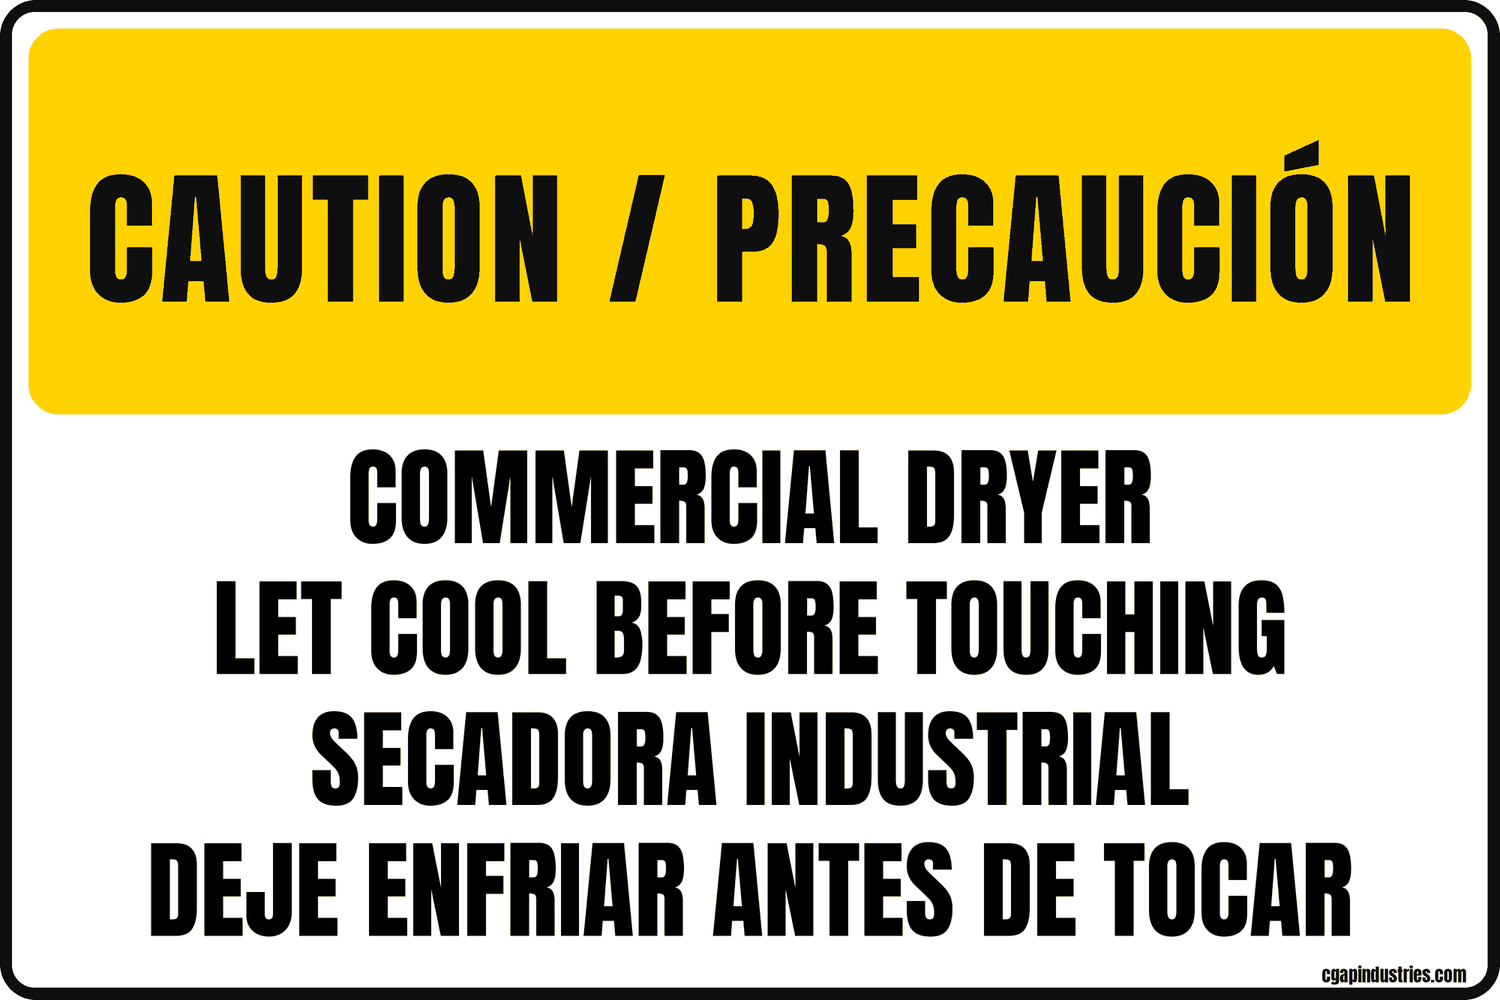 CAUTION / PRECAUCIÓN
COMMERCIAL DRYER
LET COOL BEFORE TOUCHING
SECADORA INDUSTRIAL
DEJE ENFRIAR ANTES DE TOCAR
cgapindustries.com